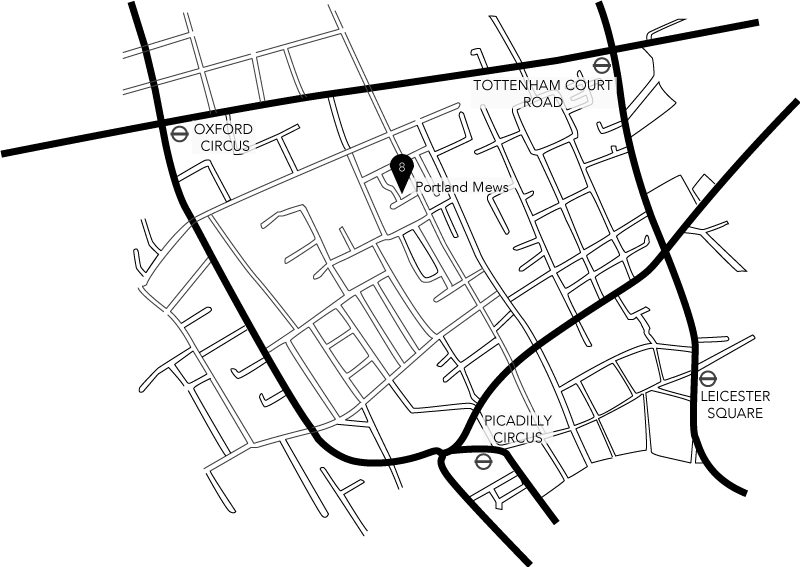 TOTTENHAM COURT
ROAD
OXFORD
CIRCUS
8
Portland Mews
LEICESTER
SQUARE
PICADILLY
CIRCUS